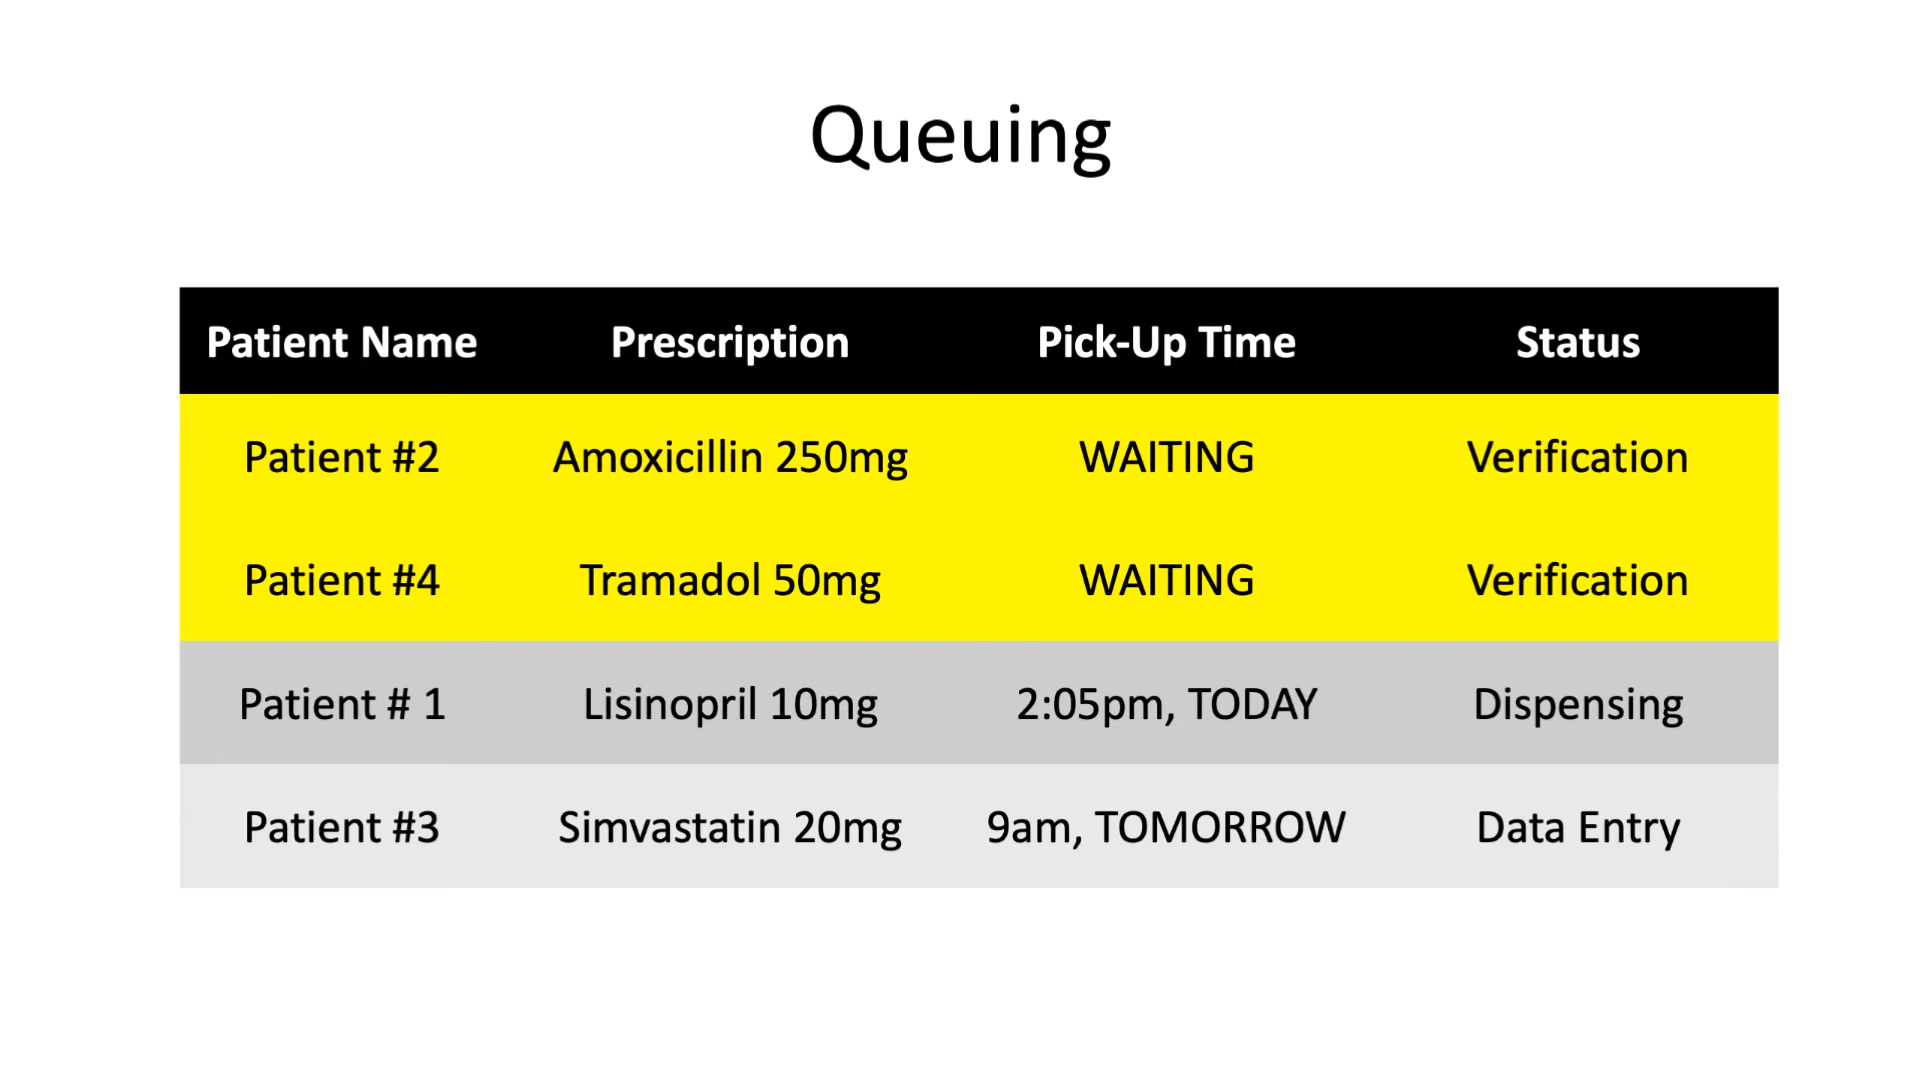 Queuing
Patient Name Prescription Pick-Up Time Status
Patient #2 Amoxicillin 250mg WAITING Verification
Patient #4 Tramadol 50mg WAITING Verification
Patient # 1 Lisinopril 10mg 2:05pm, TODAY Dispensing
Patient #3 Simvastatin 20mg 9am, TOMORROW Data Entry